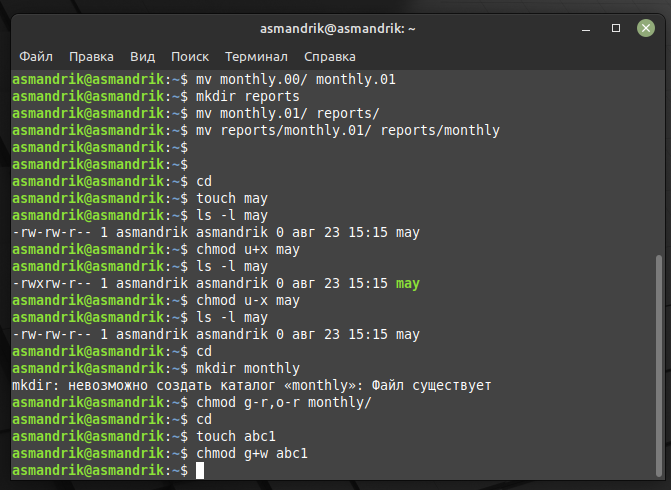 asmandrik@asmandrik: ~
Файл Правка Вид Поиск Терминал Справка
asmandrik@asmandrik:~$ mv monthly.00/ monthly.01
asmandrik@asmandrik:~$ mkdir reports
asmandrik@asmandrik:~$ mv monthly.01/ reports/
asmandrik@asmandrik:~$ mv reports/monthly.01/ reports/monthly
asmandrik@asmandrik:~$
asmandrik@asmandrik:~$
asmandrik@asmandrik:~$ cd
asmandrik@asmandrik:~$ touch may
asmandrik@asmandrik:~$ ls -l may
-rw-rw-r-- 1 asmandrik asmandrik 0 авг 23 15:15 may
asmandrik@asmandrik:~$ chmod u+x may
asmandrik@asmandrik:~$ ls -l may
-rwxrw-r-- 1 asmandrik asmandrik 0 авг 23 15:15 may
asmandrik@asmandrik:~$ chmod u-x may
asmandrik@asmandrik:~$ ls -l may
-rw-rw-r-- 1 asmandrik asmandrik 0 авг 23 15:15 may
asmandrik@asmandrik:~$ cd
asmandrik@asmandrik:~$ mkdir monthly
mkdir: невозможно создать каталог «monthly»: Файл существует
asmandrik@asmandrik:~$ chmod g-r,o-r monthly/
asmandrik@asmandrik:~$ cd
asmandrik@asmandrik:~$ touch abc1
asmandrik@asmandrik:~$ chmod g+w abc1
asmandrik@asmandrik:~$